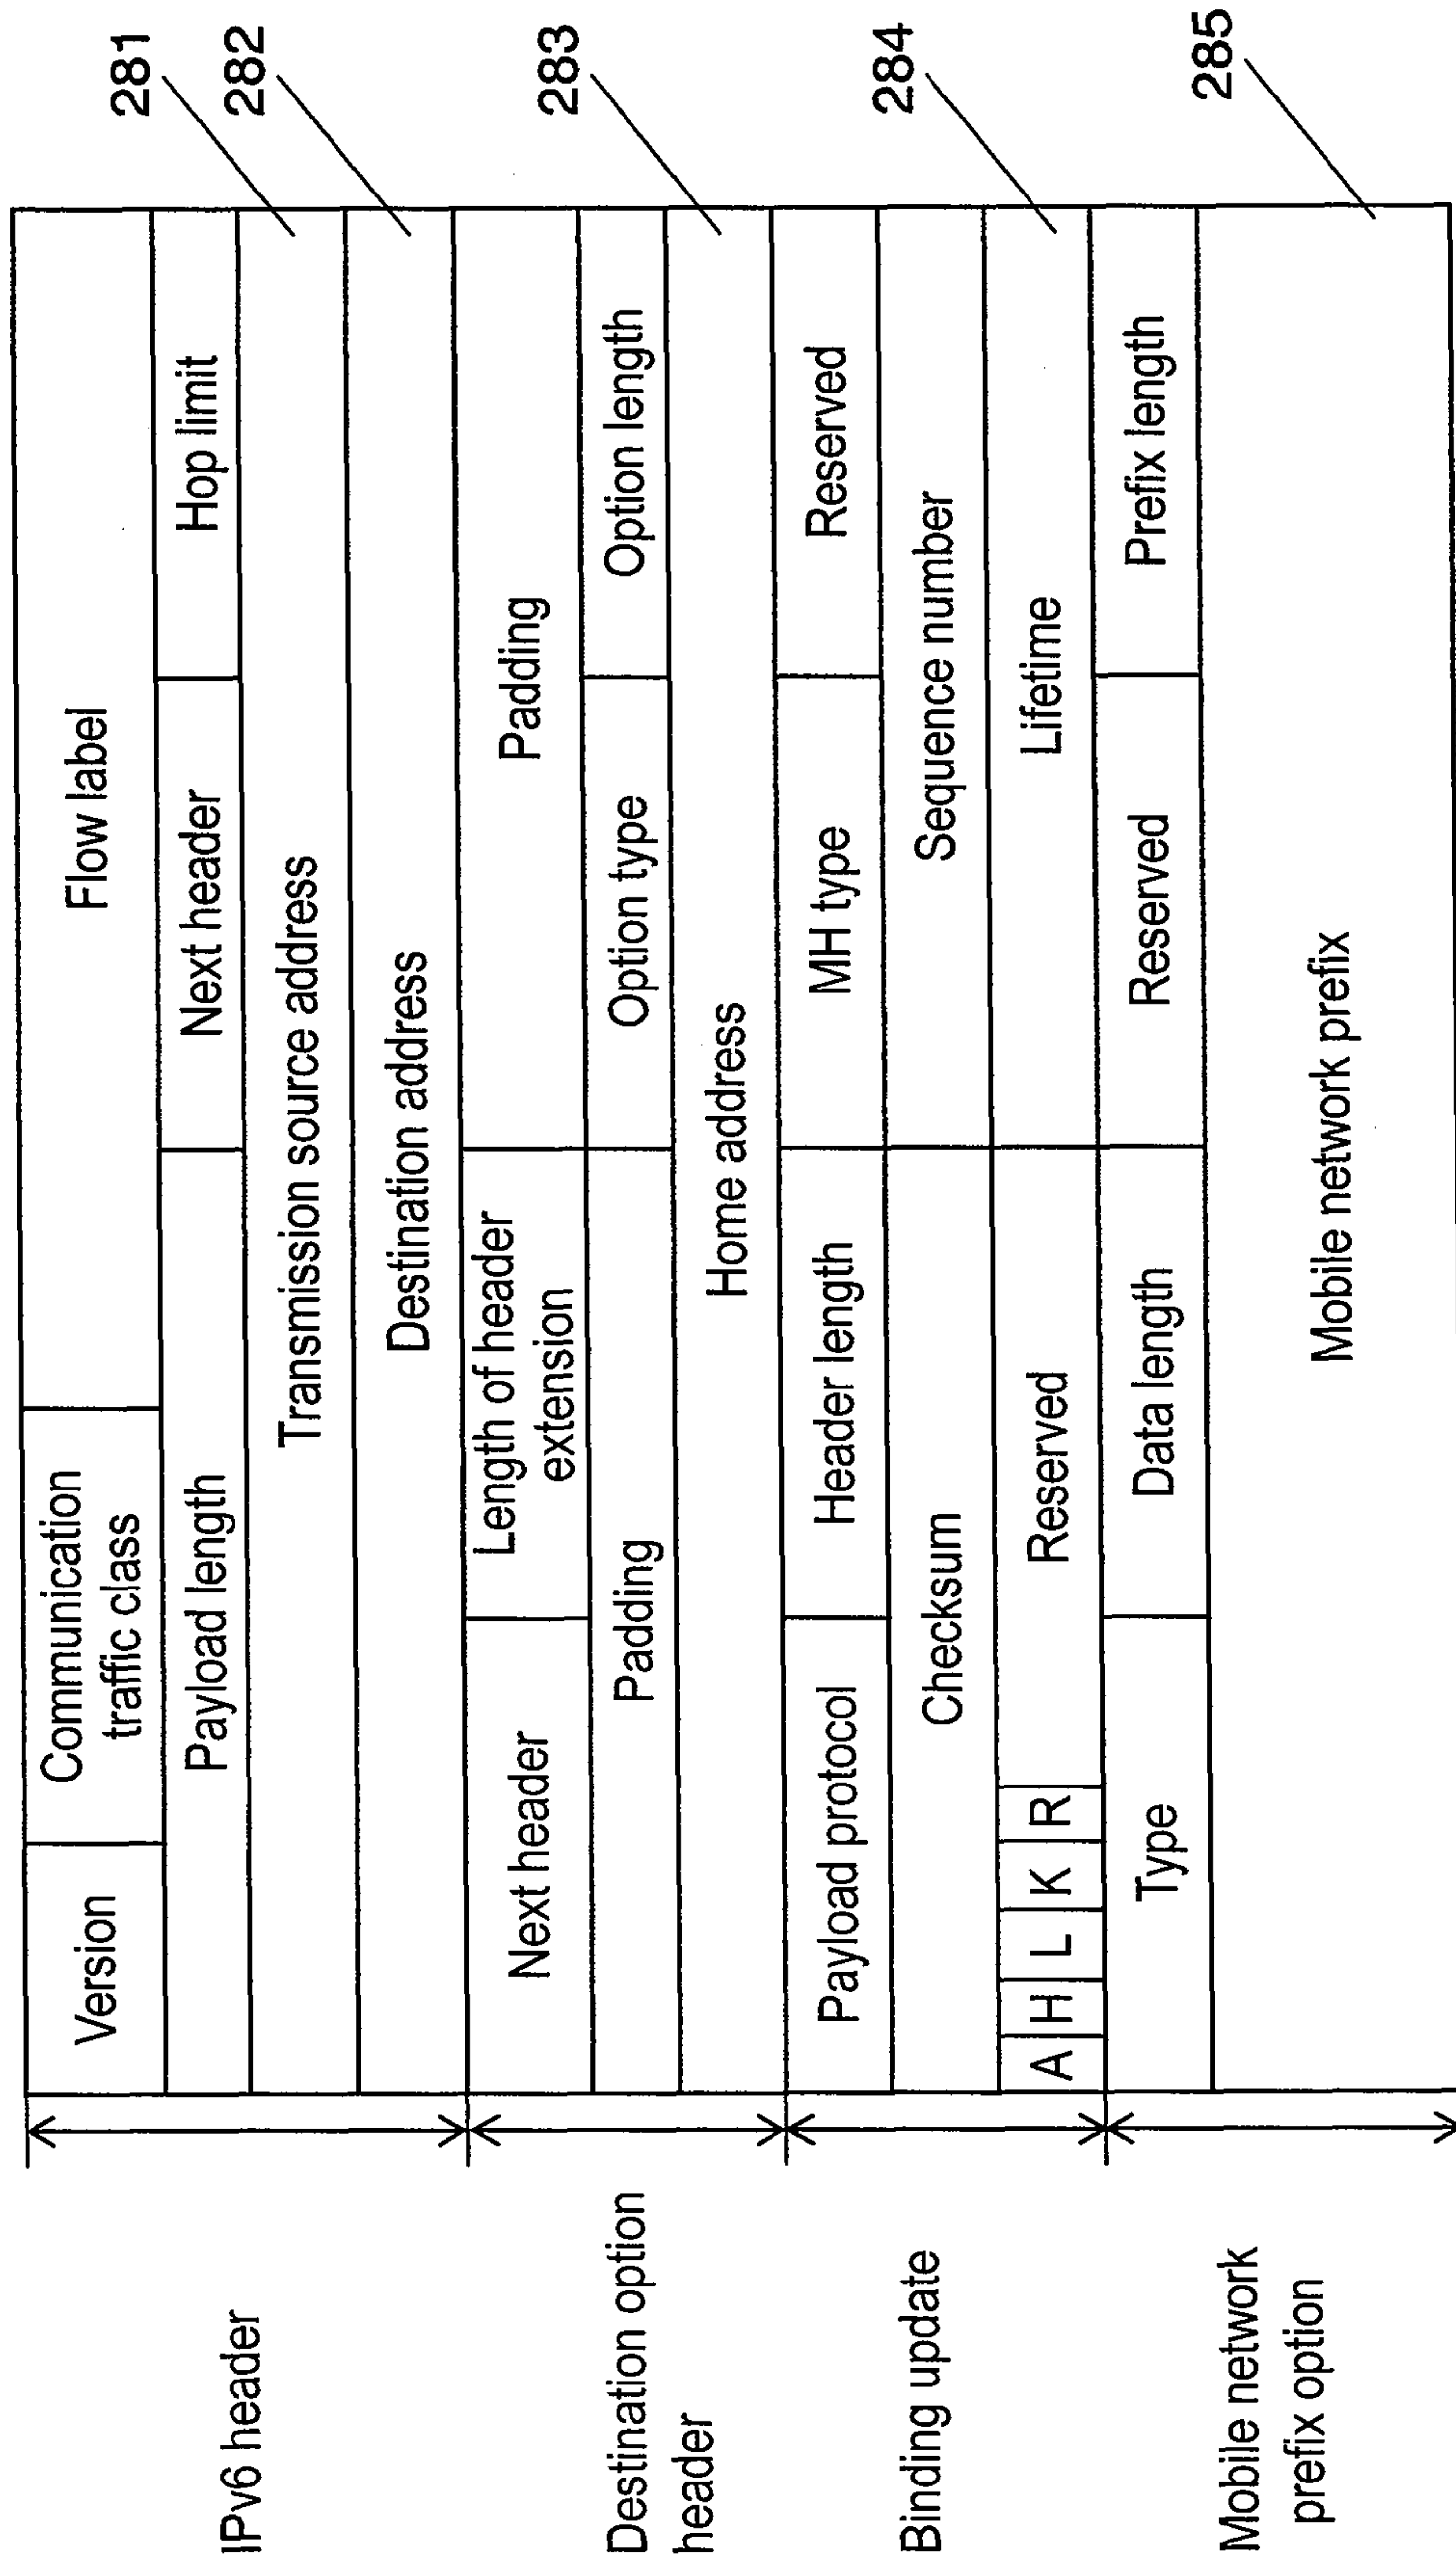 IPv6 header
Version
Communication
traffic class
Flow label
Payload length
Next header
Hop limit
Transmission source address
281
Destination address
282
Destination option
header
Next header
Length of header
extension
Padding
Padding
Option type
Option length
Home address
283
Binding update
Payload protocol
Header length
MH type
Reserved
Checksum
Sequence number
A
H
L
K
R
Reserved
Lifetime
284
Mobile network
prefix option
Type
Data length
Reserved
Prefix length
Mobile network prefix
285